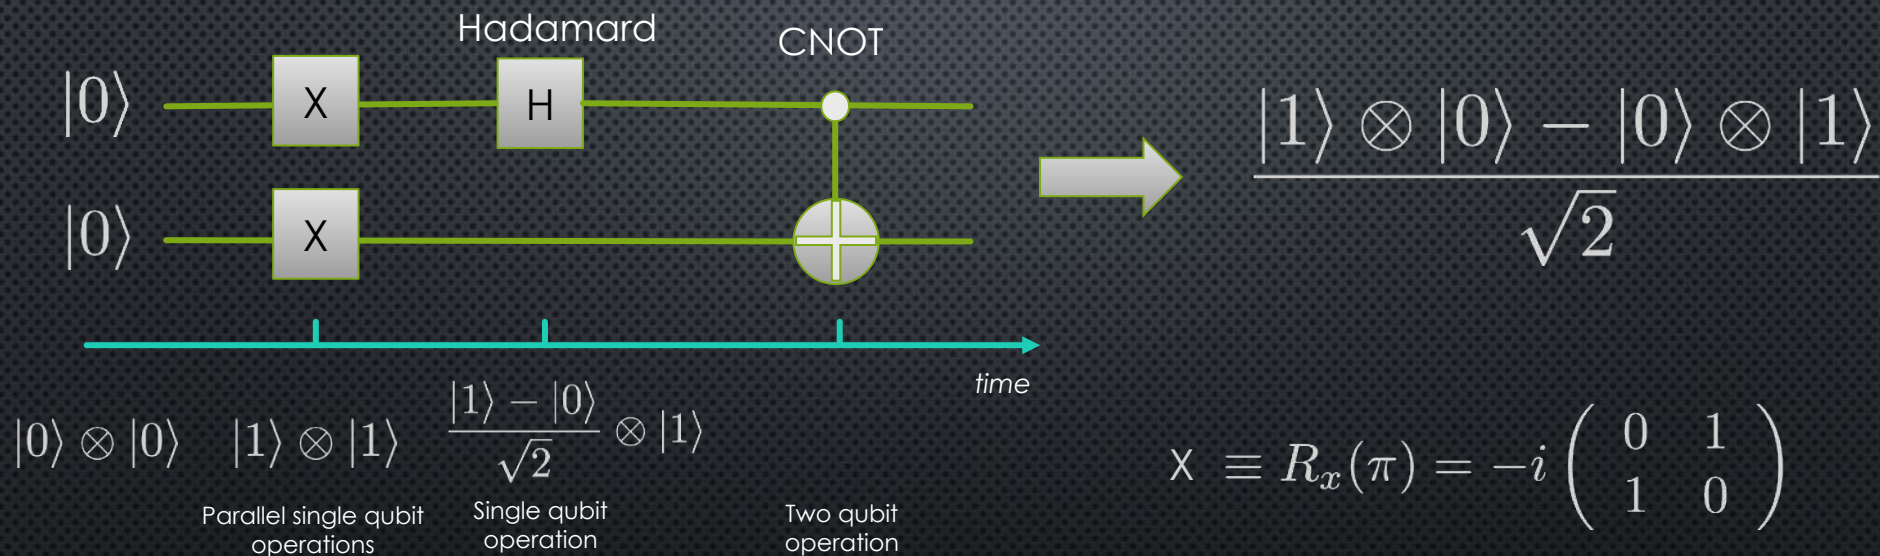 Hadamard
CNOT
|0⟩ X H
|0⟩ X
|1⟩ ⊗ |0⟩ − |0⟩ ⊗ |1⟩
√2
time
|0⟩ ⊗ |0⟩
|1⟩ ⊗ |1⟩
|1⟩ − |0⟩
√2
⊗ |1⟩
Parallel single qubit
operations
Single qubit
operation
Two qubit
operation
X ≡ Rₓ(π) = −i ( 0 1
1 0 )